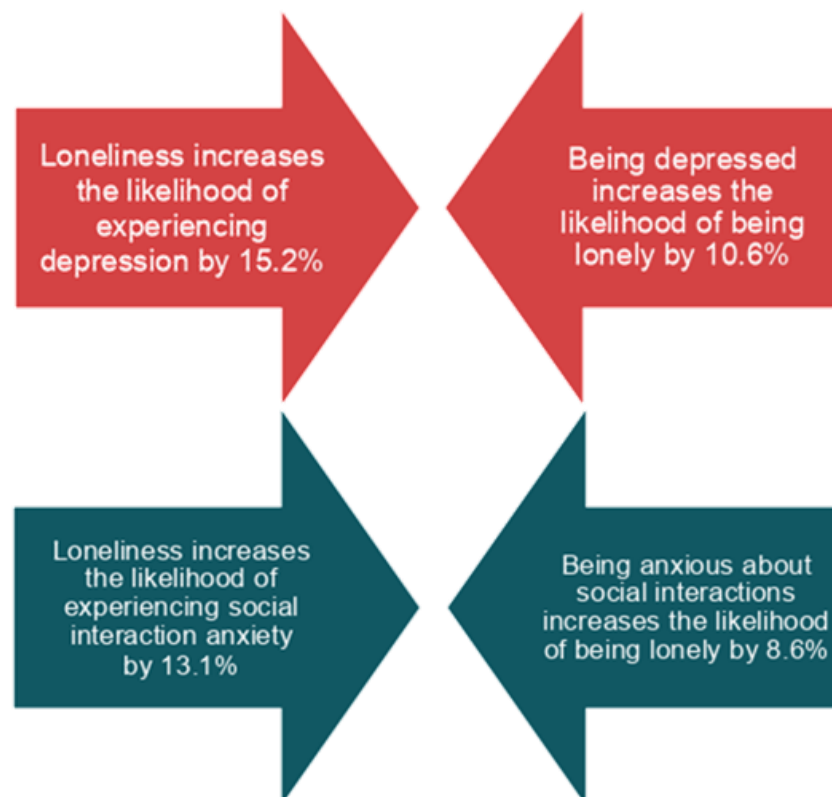 Loneliness increases
the likelihood of
experiencing
depression by 15.2%
Being depressed
increases the
likelihood of being
lonely by 10.6%
Loneliness increases
the likelihood of
experiencing social
interaction anxiety
by 13.1%
Being anxious about
social interactions
increases the likelihood
of being lonely by 8.6%